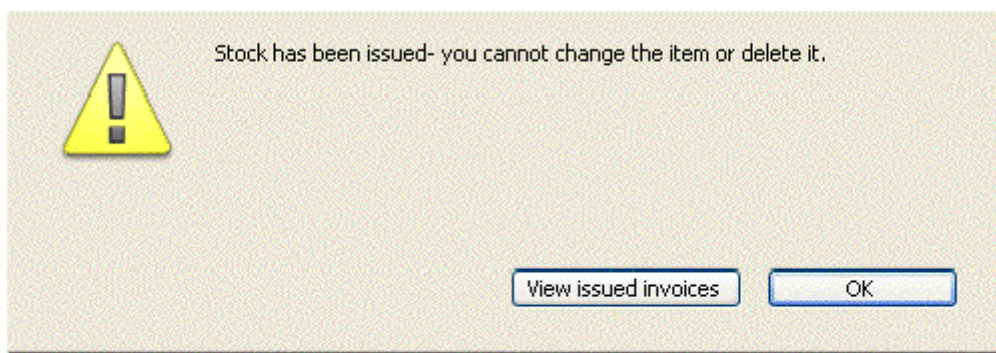 Stock has been issued- you cannot change the item or delete it.
View issued invoices
OK